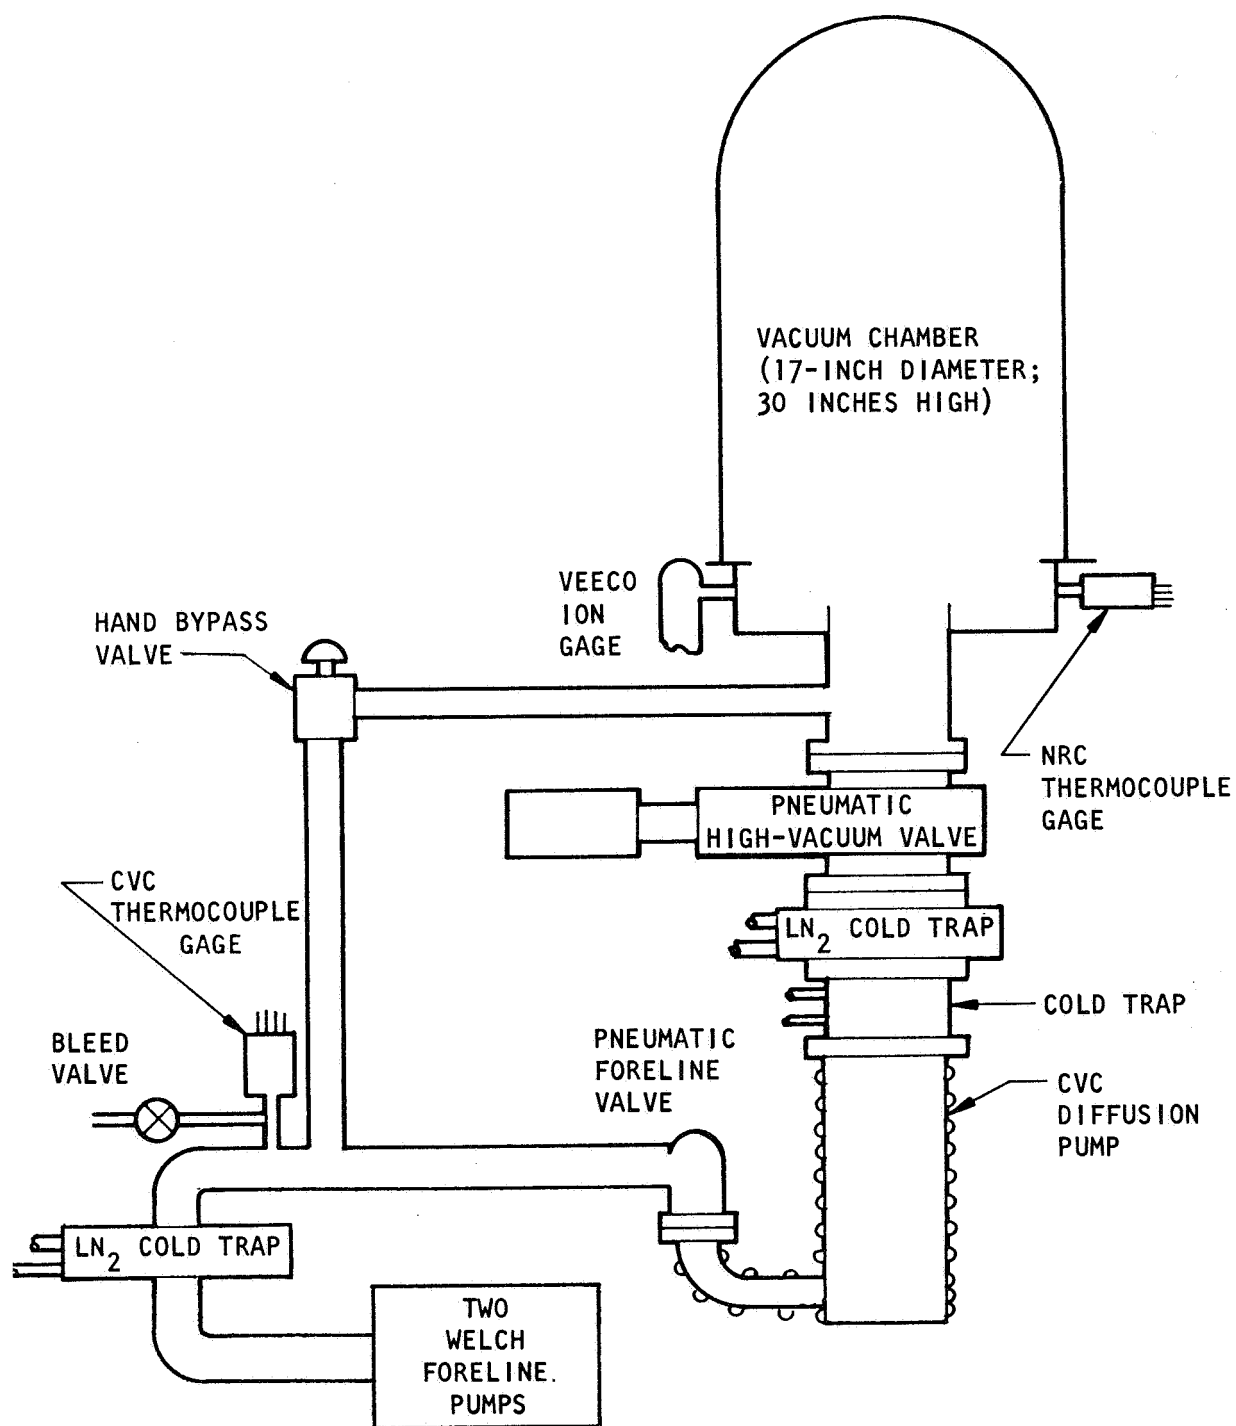 VACUUM CHAMBER
(17-INCH DIAMETER;
30 INCHES HIGH)
VEECO
ION
GAGE
HAND BYPASS
VALVE
NRC
THERMOCOUPLE
GAGE
PNEUMATIC
HIGH-VACUUM VALVE
CVC
THERMOCOUPLE
GAGE
LN2 COLD TRAP
COLD TRAP
BLEED
VALVE
PNEUMATIC
FORELINE
VALVE
CVC
DIFFUSION
PUMP
LN2 COLD TRAP
TWO
WELCH
FORELINE.
PUMPS